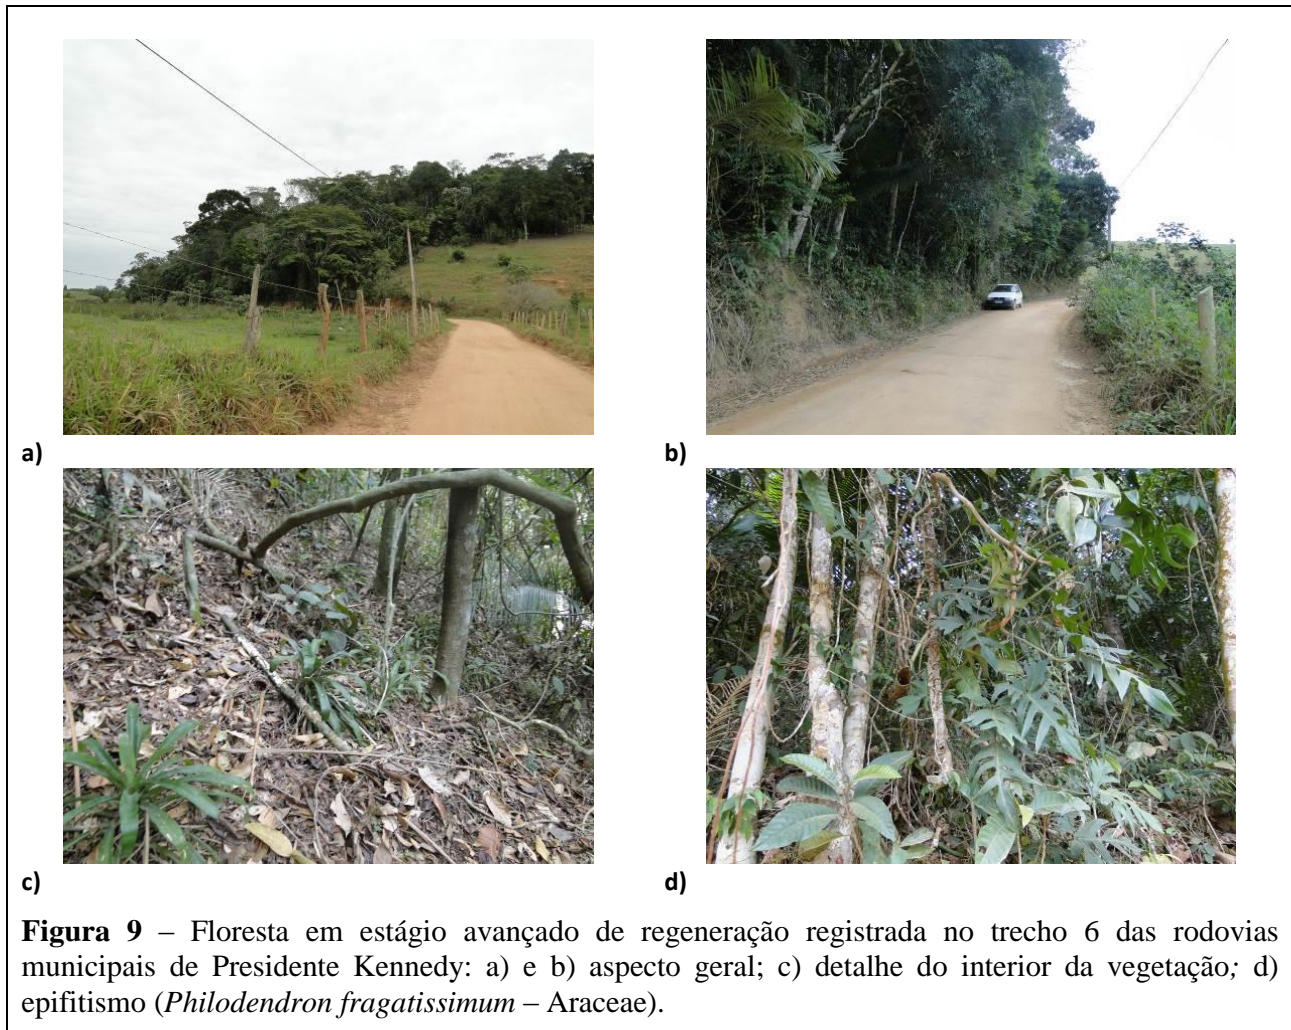 a)
b)
c)
d)
Figura 9 – Floresta em estágio avançado de regeneração registrada no trecho 6 das rodovias
municipais de Presidente Kennedy: a) e b) aspecto geral; c) detalhe do interior da vegetação; d)
epifitismo (Philodendron fragatissimum – Araceae).